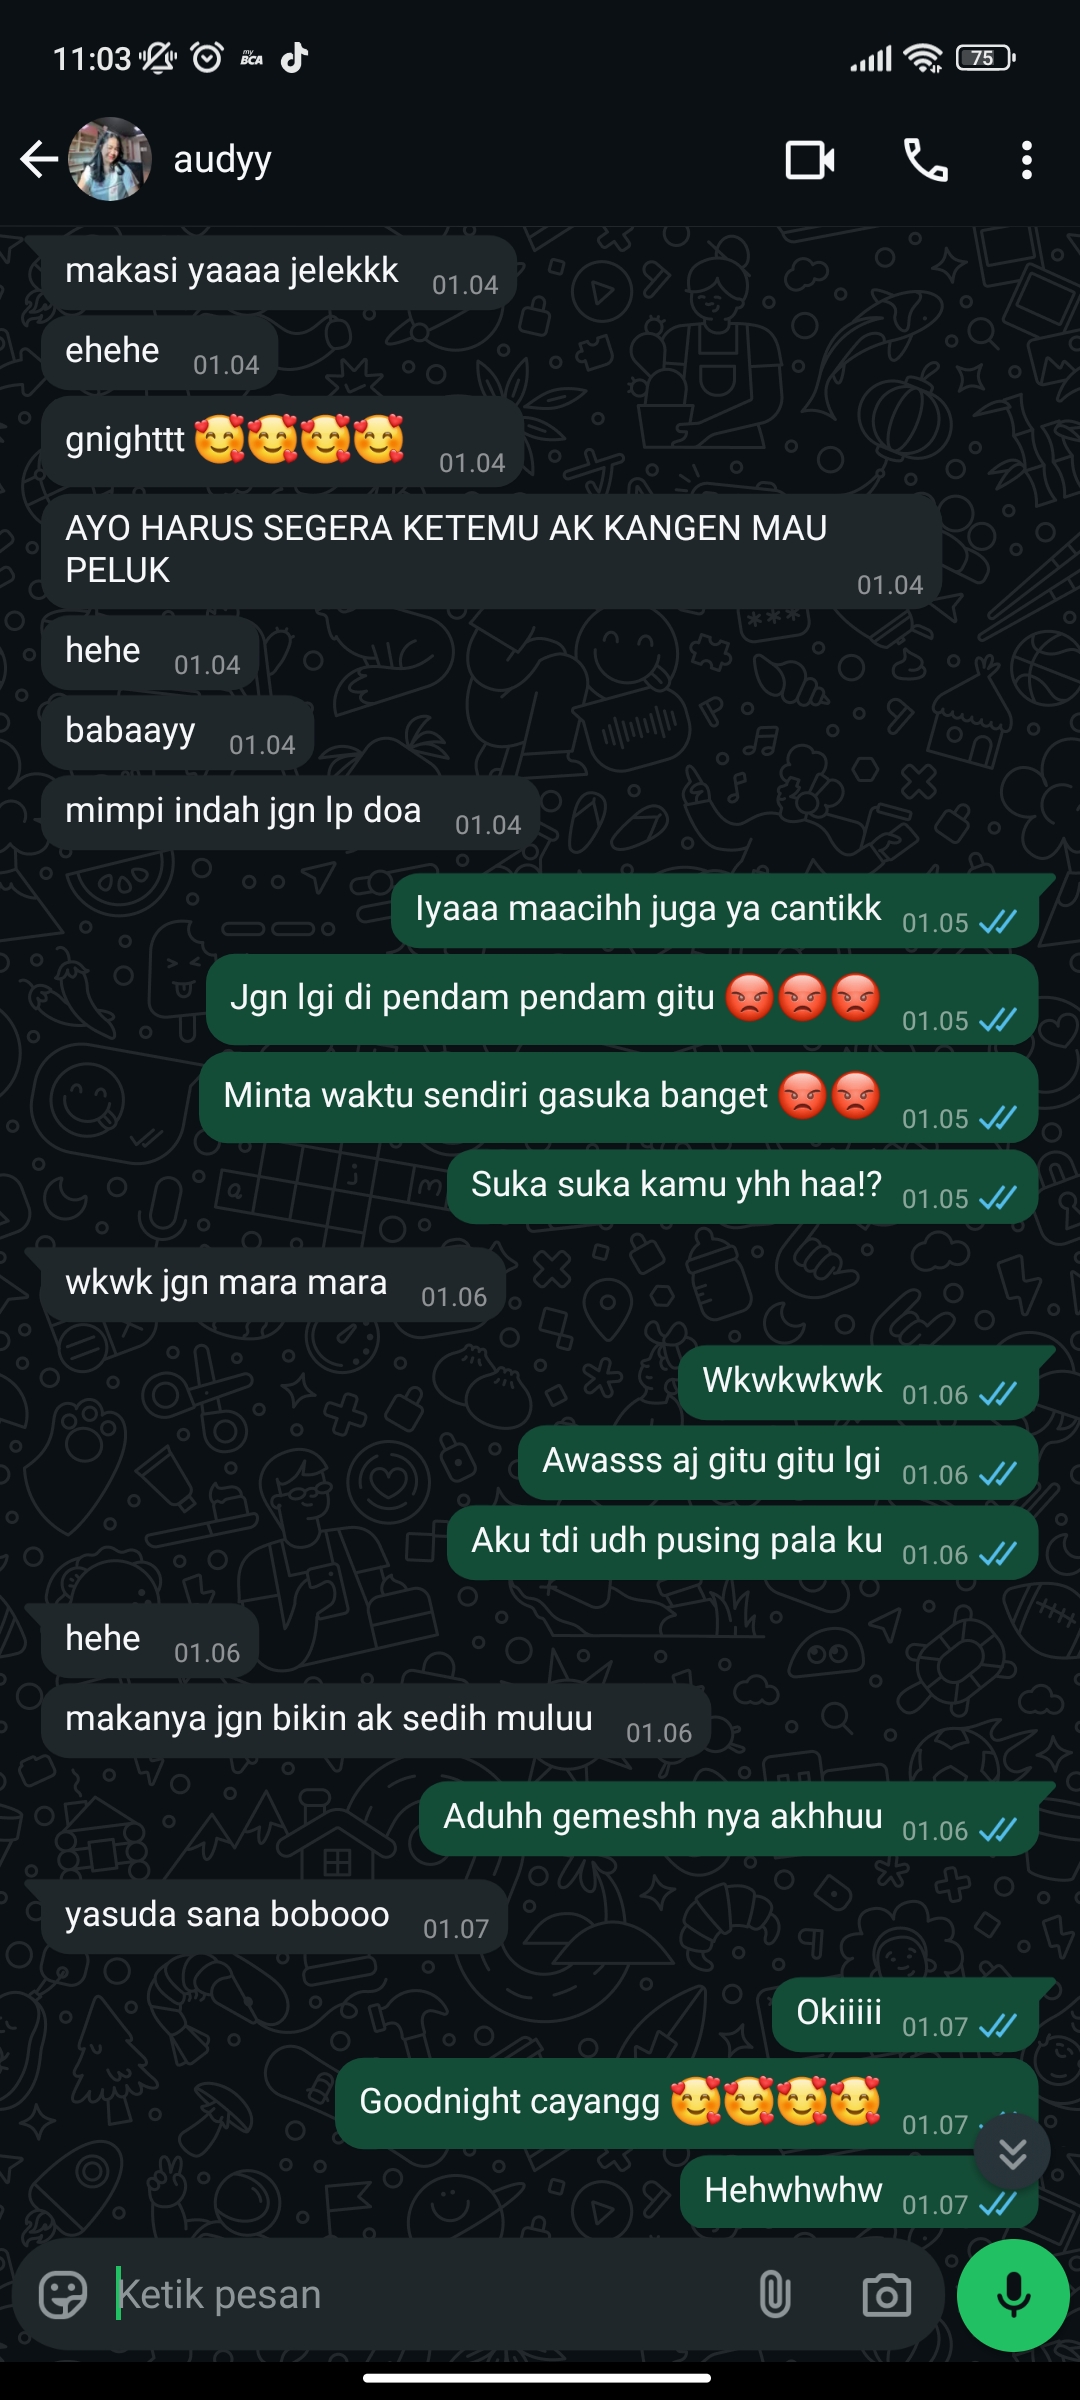 11:03 my BCA 75
audyy
makasi yaaaa jelekkk 01.04
ehehe 01.04
gnighttt 🥰🥰🥰🥰 01.04
AYO HARUS SEGERA KETEMU AK KANGEN MAU
PELUK 01.04
hehe 01.04
babaayy 01.04
mimpi indah jgn lp doa 01.04
Iyaaa maacihh juga ya cantikk 01.05
Jgn lgi di pendam pendam gitu 😡😡😡 01.05
Minta waktu sendiri gasuka banget 😡😡 01.05
Suka suka kamu yhh haa!? 01.05
wkwk jgn mara mara 01.06
Wkwkwkwk 01.06
Awasss aj gitu gitu lgi 01.06
Aku tdi udh pusing pala ku 01.06
hehe 01.06
makanya jgn bikin ak sedih muluu 01.06
Aduhh gemeshh nya akhhuu 01.06
yasuda sana bobooo 01.07
Okiiiii 01.07
Goodnight cayangg 🥰🥰🥰🥰 01.07
Hehwhwhw 01.07
Ketik pesan